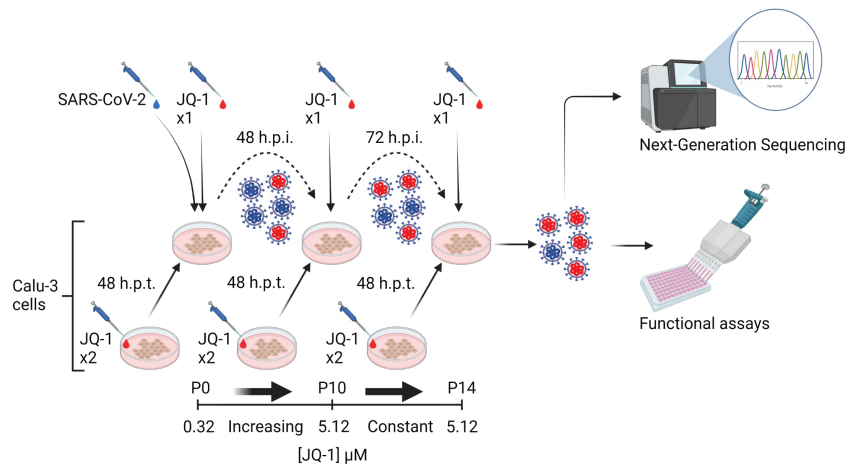 SARS-CoV-2
JQ-1
x1
JQ-1
x1
JQ-1
x1
48 h.p.i.
72 h.p.i.
Next-Generation Sequencing
Calu-3
cells
48 h.p.t.
48 h.p.t.
48 h.p.t.
JQ-1
x2
JQ-1
x2
JQ-1
x2
Functional assays
P0
P10
P14
0.32
Increasing
5.12
Constant
5.12
[JQ-1] µM